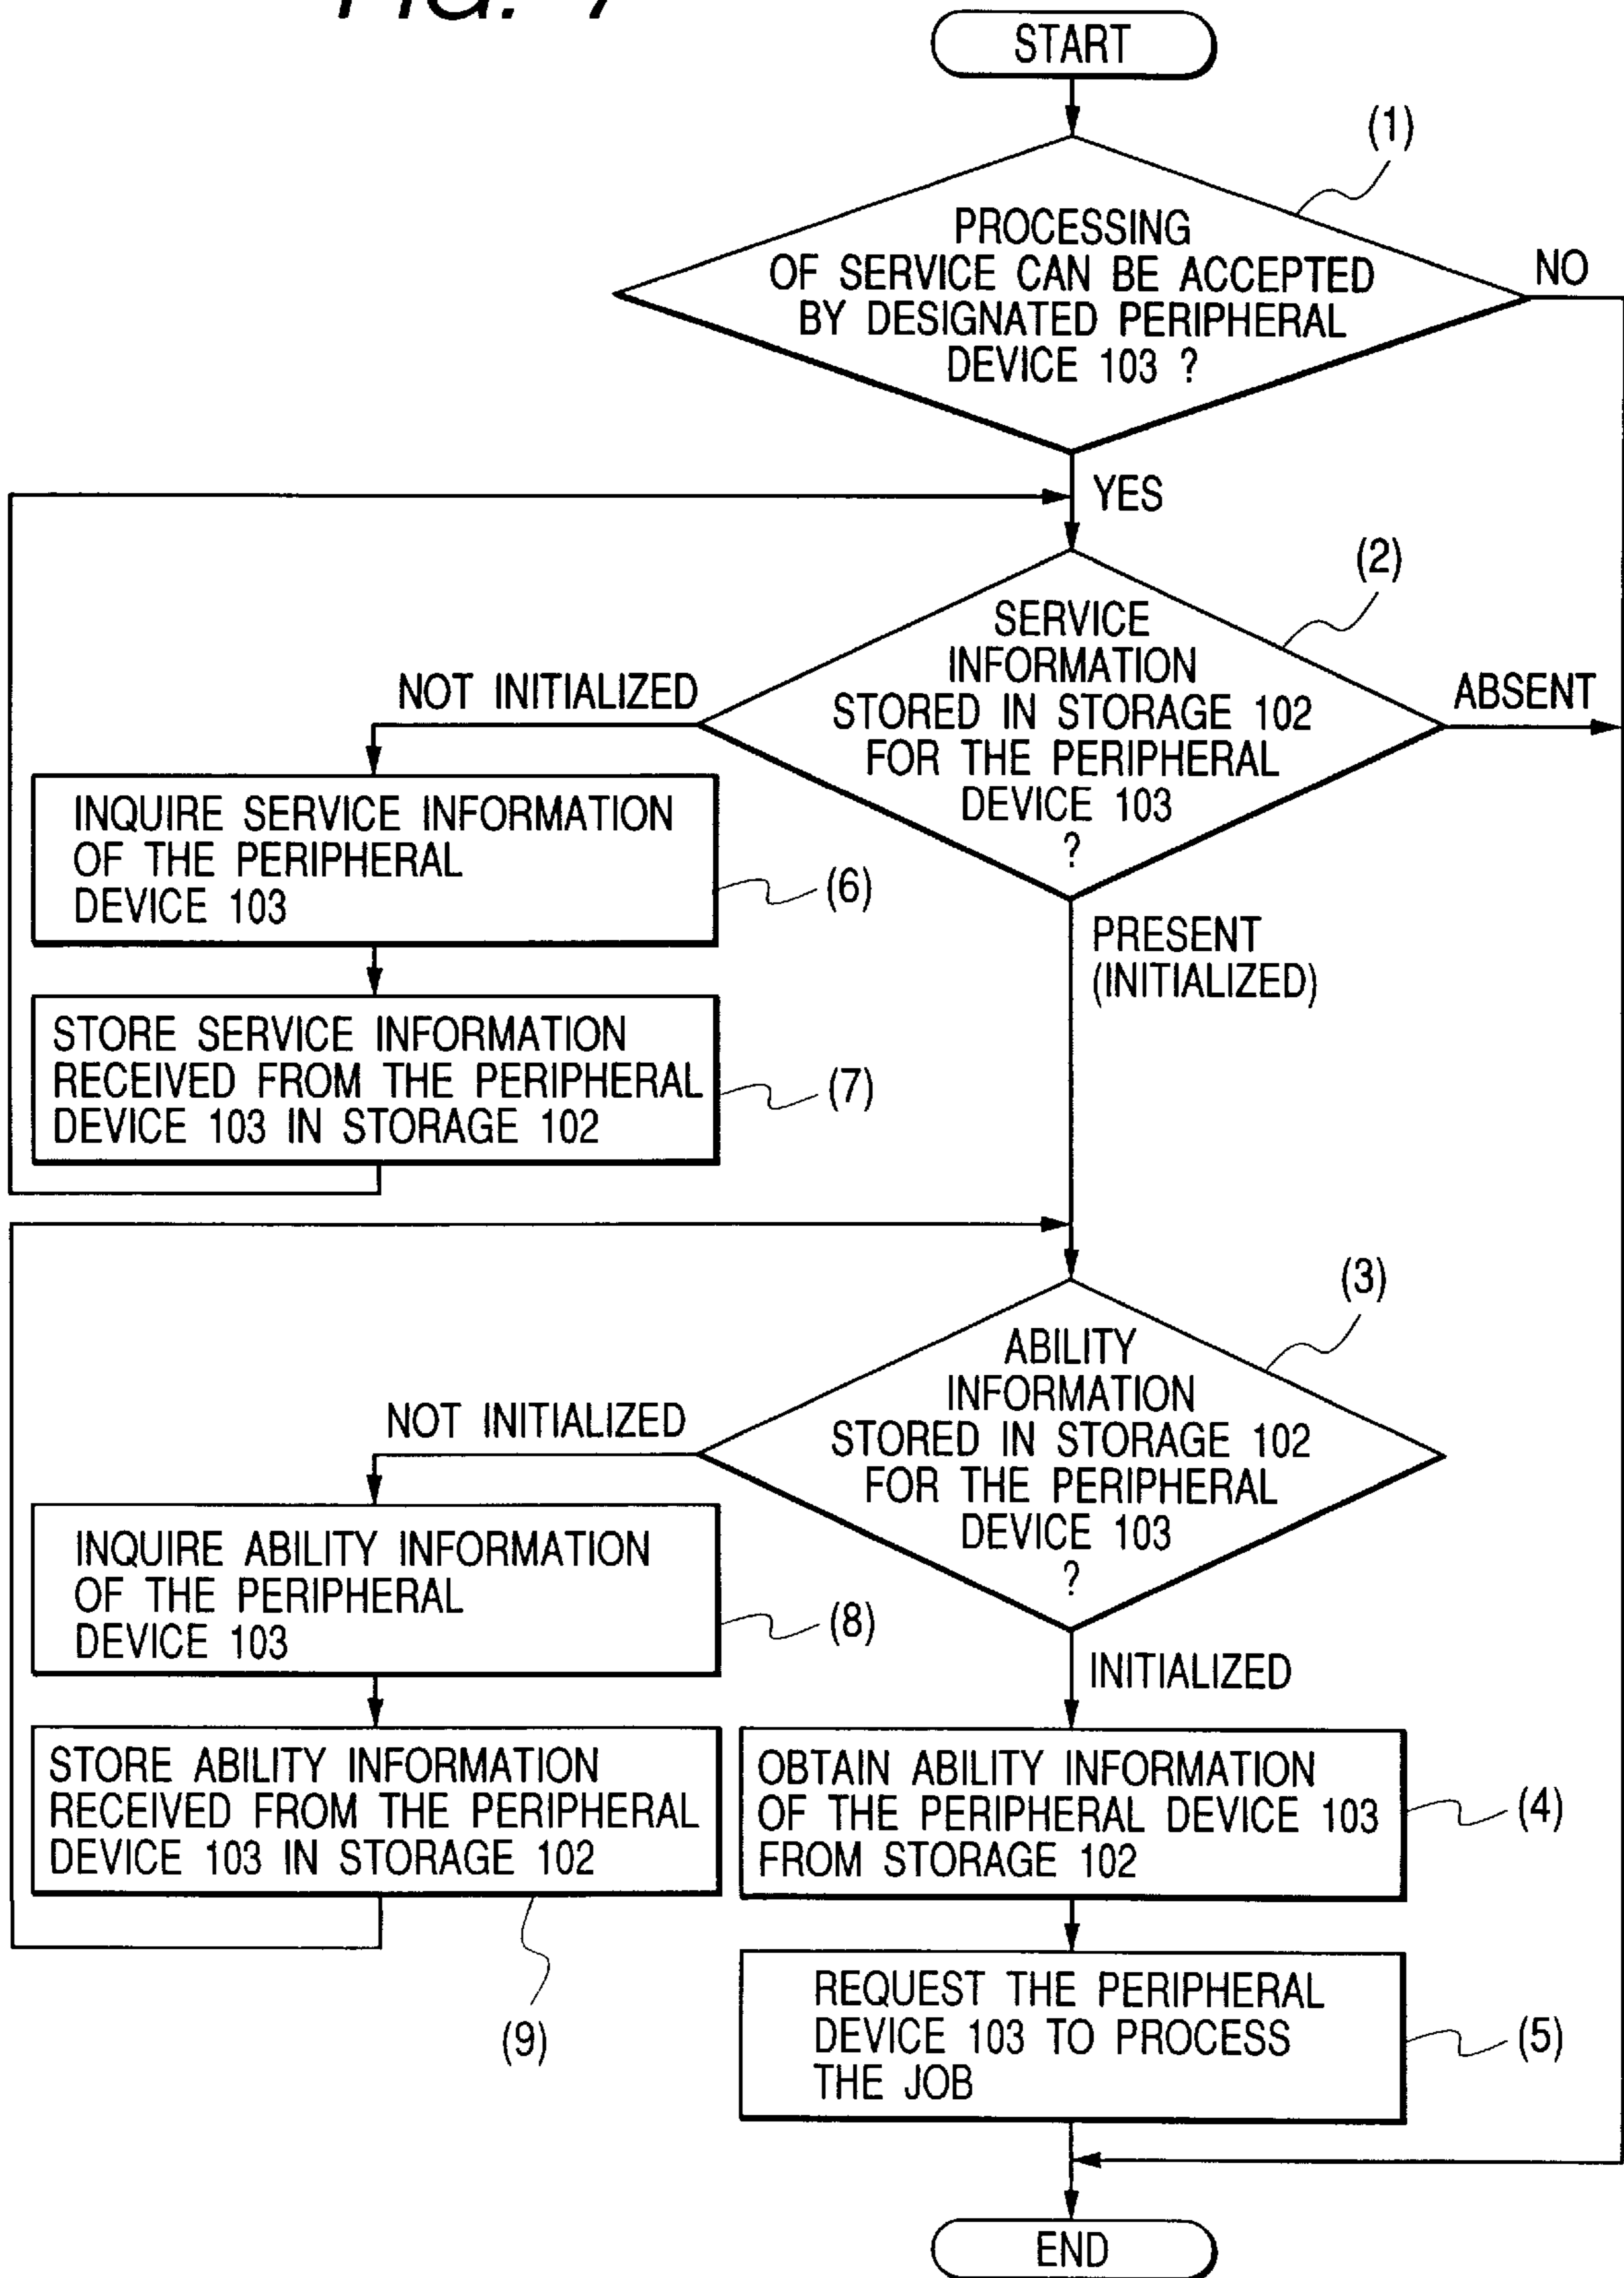 FIG.
START
(1)
PROCESSING
OF SERVICE CAN BE ACCEPTED
BY DESIGNATED PERIPHERAL
DEVICE 103 ?
NO
YES
(2)
SERVICE
INFORMATION
STORED IN STORAGE 102
FOR THE PERIPHERAL
DEVICE 103
?
NOT INITIALIZED
ABSENT
INQUIRE SERVICE INFORMATION
OF THE PERIPHERAL
DEVICE 103
(6)
PRESENT
(INITIALIZED)
STORE SERVICE INFORMATION
RECEIVED FROM THE PERIPHERAL
DEVICE 103 IN STORAGE 102
(7)
(3)
ABILITY
INFORMATION
STORED IN STORAGE 102
FOR THE PERIPHERAL
DEVICE 103
?
NOT INITIALIZED
INQUIRE ABILITY INFORMATION
OF THE PERIPHERAL
DEVICE 103
(8)
INITIALIZED
STORE ABILITY INFORMATION
RECEIVED FROM THE PERIPHERAL
DEVICE 103 IN STORAGE 102
(9)
OBTAIN ABILITY INFORMATION
OF THE PERIPHERAL DEVICE 103
FROM STORAGE 102
(4)
REQUEST THE PERIPHERAL
DEVICE 103 TO PROCESS
THE JOB
(5)
END